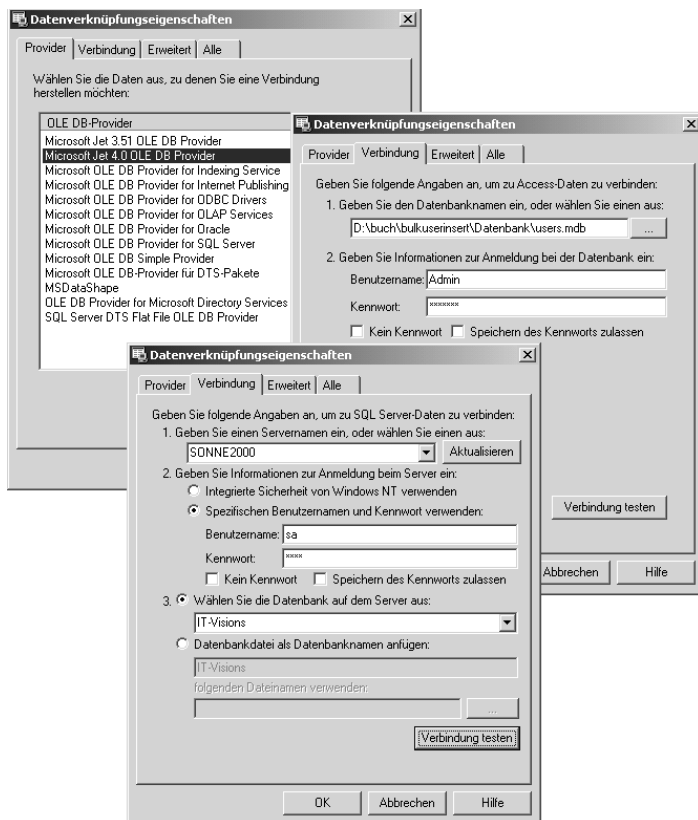 Datenverknüpfungseigenschaften
Provider Verbindung Erweitert Alle
Wählen Sie die Daten aus, zu denen Sie eine Verbindung
herstellen möchten:
OLE DB-Provider
Microsoft Jet 3.51 OLE DB Provider
Microsoft Jet 4.0 OLE DB Provider
Microsoft OLE DB Provider for Indexing Service
Microsoft OLE DB Provider for Internet Publishing
Microsoft OLE DB Provider for ODBC Drivers
Microsoft OLE DB Provider for OLAP Services
Microsoft OLE DB Provider for Oracle
Microsoft OLE DB Provider for SQL Server
Microsoft OLE DB Simple Provider
Microsoft OLE DB-Provider für DTS-Pakete
MSDataShape
OLE DB Provider for Microsoft Directory Services
SQL Server DTS Flat File OLE DB Provider
Datenverknüpfungseigenschaften
Provider Verbindung Erweitert Alle
Geben Sie folgende Angaben an, um zu Access-Daten zu verbinden:
1. Geben Sie den Datenbanknamen ein, oder wählen Sie einen aus:
D:\buch\bulkuserinsert\Datenbank\users.mdb ...
2. Geben Sie Informationen zur Anmeldung bei der Datenbank ein:
Benutzername: Admin
Kennwort: *******
Kein Kennwort Speichern des Kennworts zulassen
Verbindung testen
Abbrechen Hilfe
Datenverknüpfungseigenschaften
Provider Verbindung Erweitert Alle
Geben Sie folgende Angaben an, um zu SQL Server-Daten zu verbinden:
1. Geben Sie einen Servernamen ein, oder wählen Sie einen aus:
SONNE2000 Aktualisieren
2. Geben Sie Informationen zur Anmeldung beim Server ein:
Integrierte Sicherheit von Windows NT verwenden
Spezifischen Benutzernamen und Kennwort verwenden:
Benutzername: sa
Kennwort: ****
Kein Kennwort Speichern des Kennworts zulassen
3. Wählen Sie die Datenbank auf dem Server aus:
IT-Visions
Datenbankdatei als Datenbanknamen anfügen:
IT-Visions
folgenden Dateinamen verwenden:
...
Verbindung testen
OK Abbrechen Hilfe